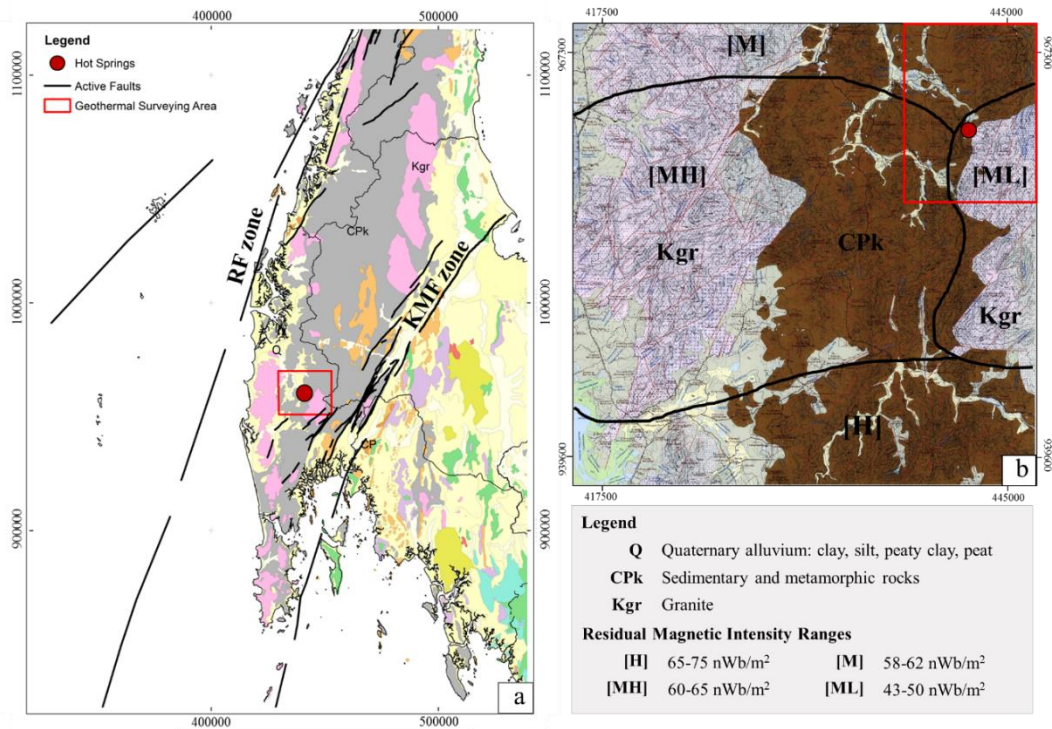 400000
500000
Legend
Hot Springs
Active Faults
Geothermal Surveying Area
1100000
1100000
Kgr
CPk
RF zone
KMF zone
1000000
1000000
Q
CP
900000
900000
a
400000
500000
417500
445000
967300
967300
[M]
[MH]
[ML]
Kgr
CPk
Kgr
[H]
939600
939600
b
417500
445000
Legend
Q Quaternary alluvium: clay, silt, peaty clay, peat
CPk Sedimentary and metamorphic rocks
Kgr Granite
Residual Magnetic Intensity Ranges
[H] 65-75 nWb/m² [M] 58-62 nWb/m²
[MH] 60-65 nWb/m² [ML] 43-50 nWb/m²